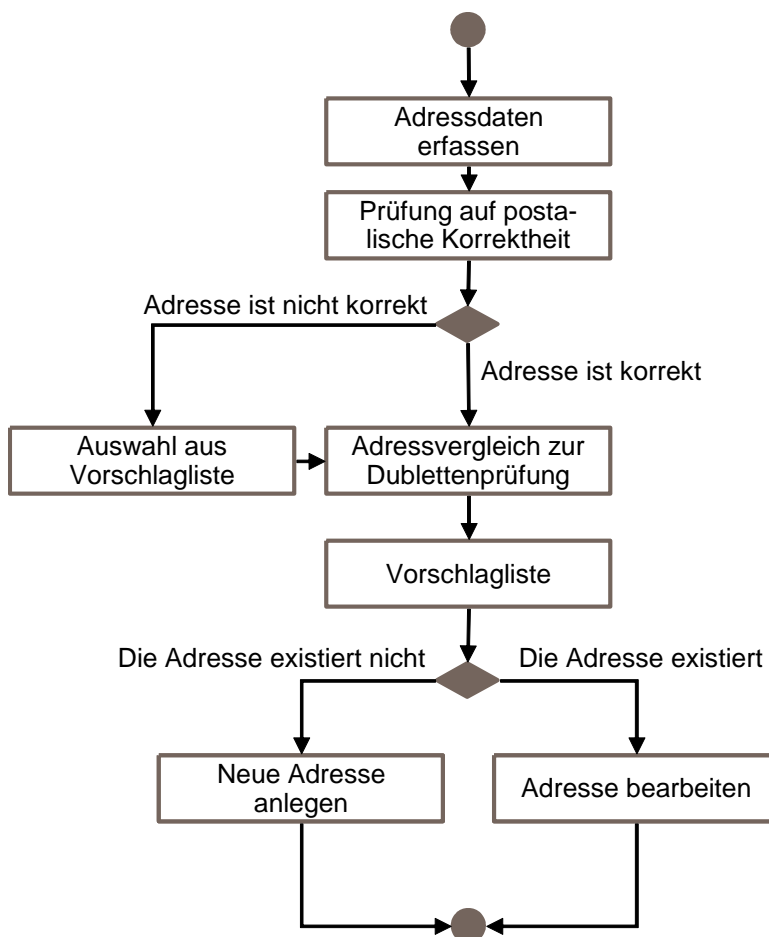 Adressdaten
erfassen
Prüfung auf posta-
lische Korrektheit
Adresse ist nicht korrekt
Adresse ist korrekt
Auswahl aus
Vorschlagliste
Adressvergleich zur
Dublettenprüfung
Vorschlagliste
Die Adresse existiert nicht
Die Adresse existiert
Neue Adresse
anlegen
Adresse bearbeiten